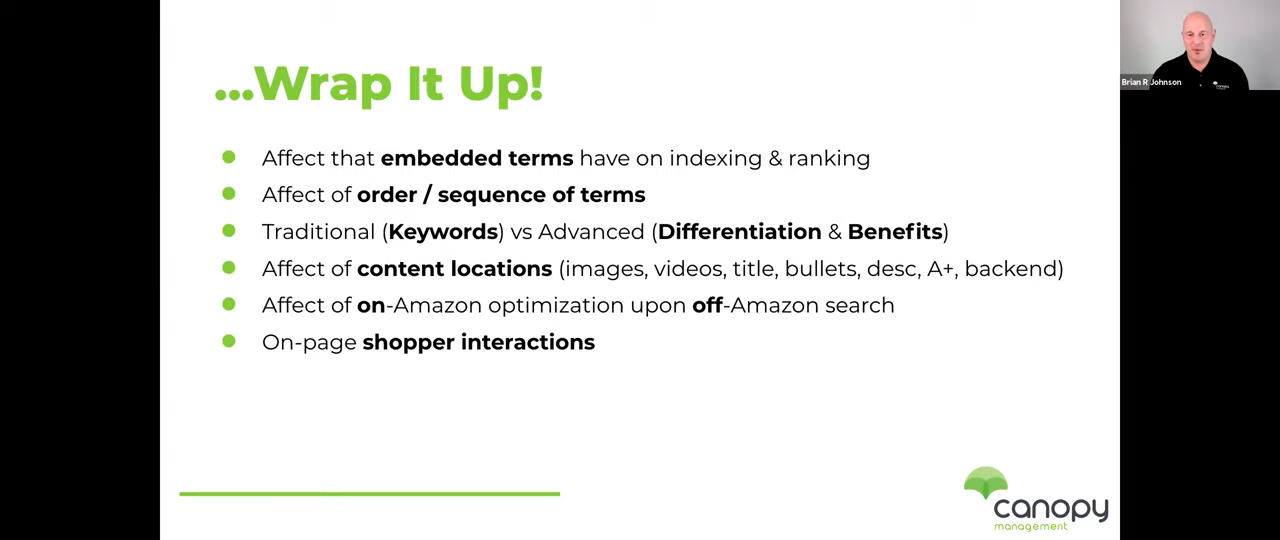 ...Wrap It Up!
Affect that embedded terms have on indexing & ranking
Affect of order / sequence of terms
Traditional (Keywords) vs Advanced (Differentiation & Benefits)
Affect of content locations (images, videos, title, bullets, desc, A+, backend)
Affect of on-Amazon optimization upon off-Amazon search
On-page shopper interactions
Brian R Johnson
canopy
canopy
management